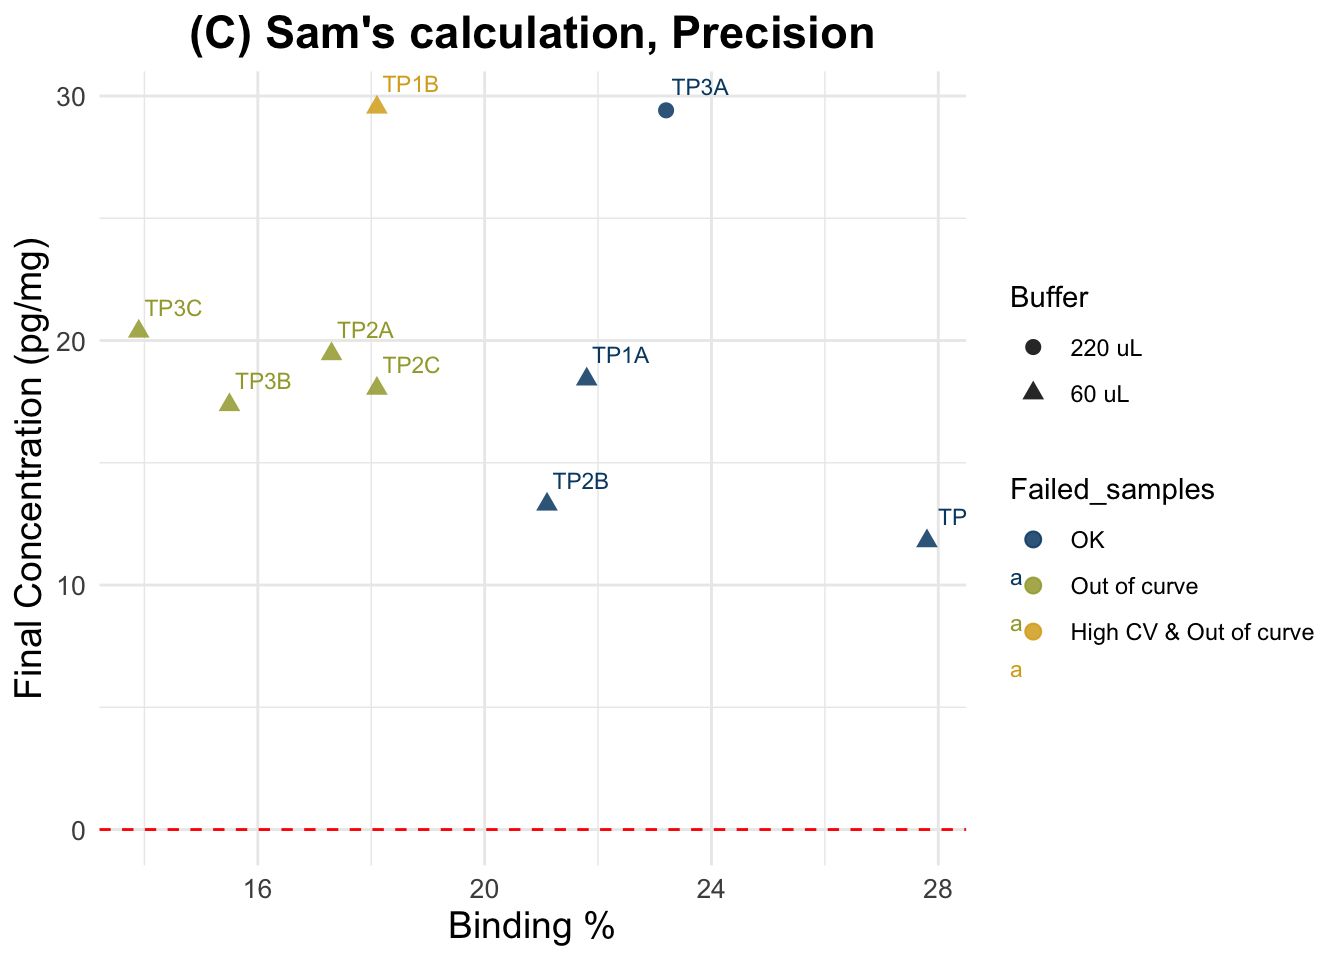 (C) Sam's calculation, Precision
Final Concentration (pg/mg)
30
20
10
0
TP1B
TP3A
TP3C
TP2A
TP2C
TP1A
TP3B
TP2B
TP
16
20
24
28
Binding %
Buffer
220 uL
60 uL
Failed_samples
OK
a
Out of curve
a
High CV & Out of curve
a